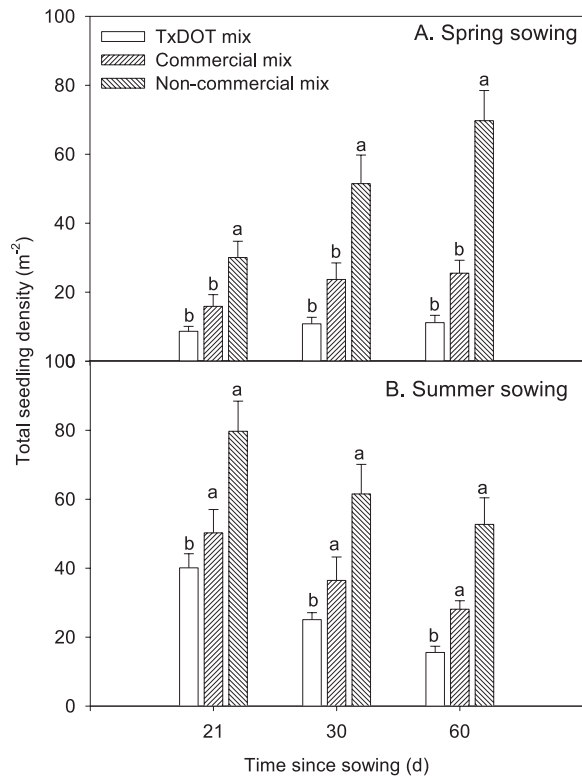 100
TxDOT mix
A. Spring sowing
Commercial mix
Non-commercial mix
80
60
40
20
0
a
b
b
a
b
b
a
b
b
Total seedling density (m⁻²)
100
B. Summer sowing
80
60
40
20
0
a
a
b
a
a
b
a
a
b
21 30 60
Time since sowing (d)